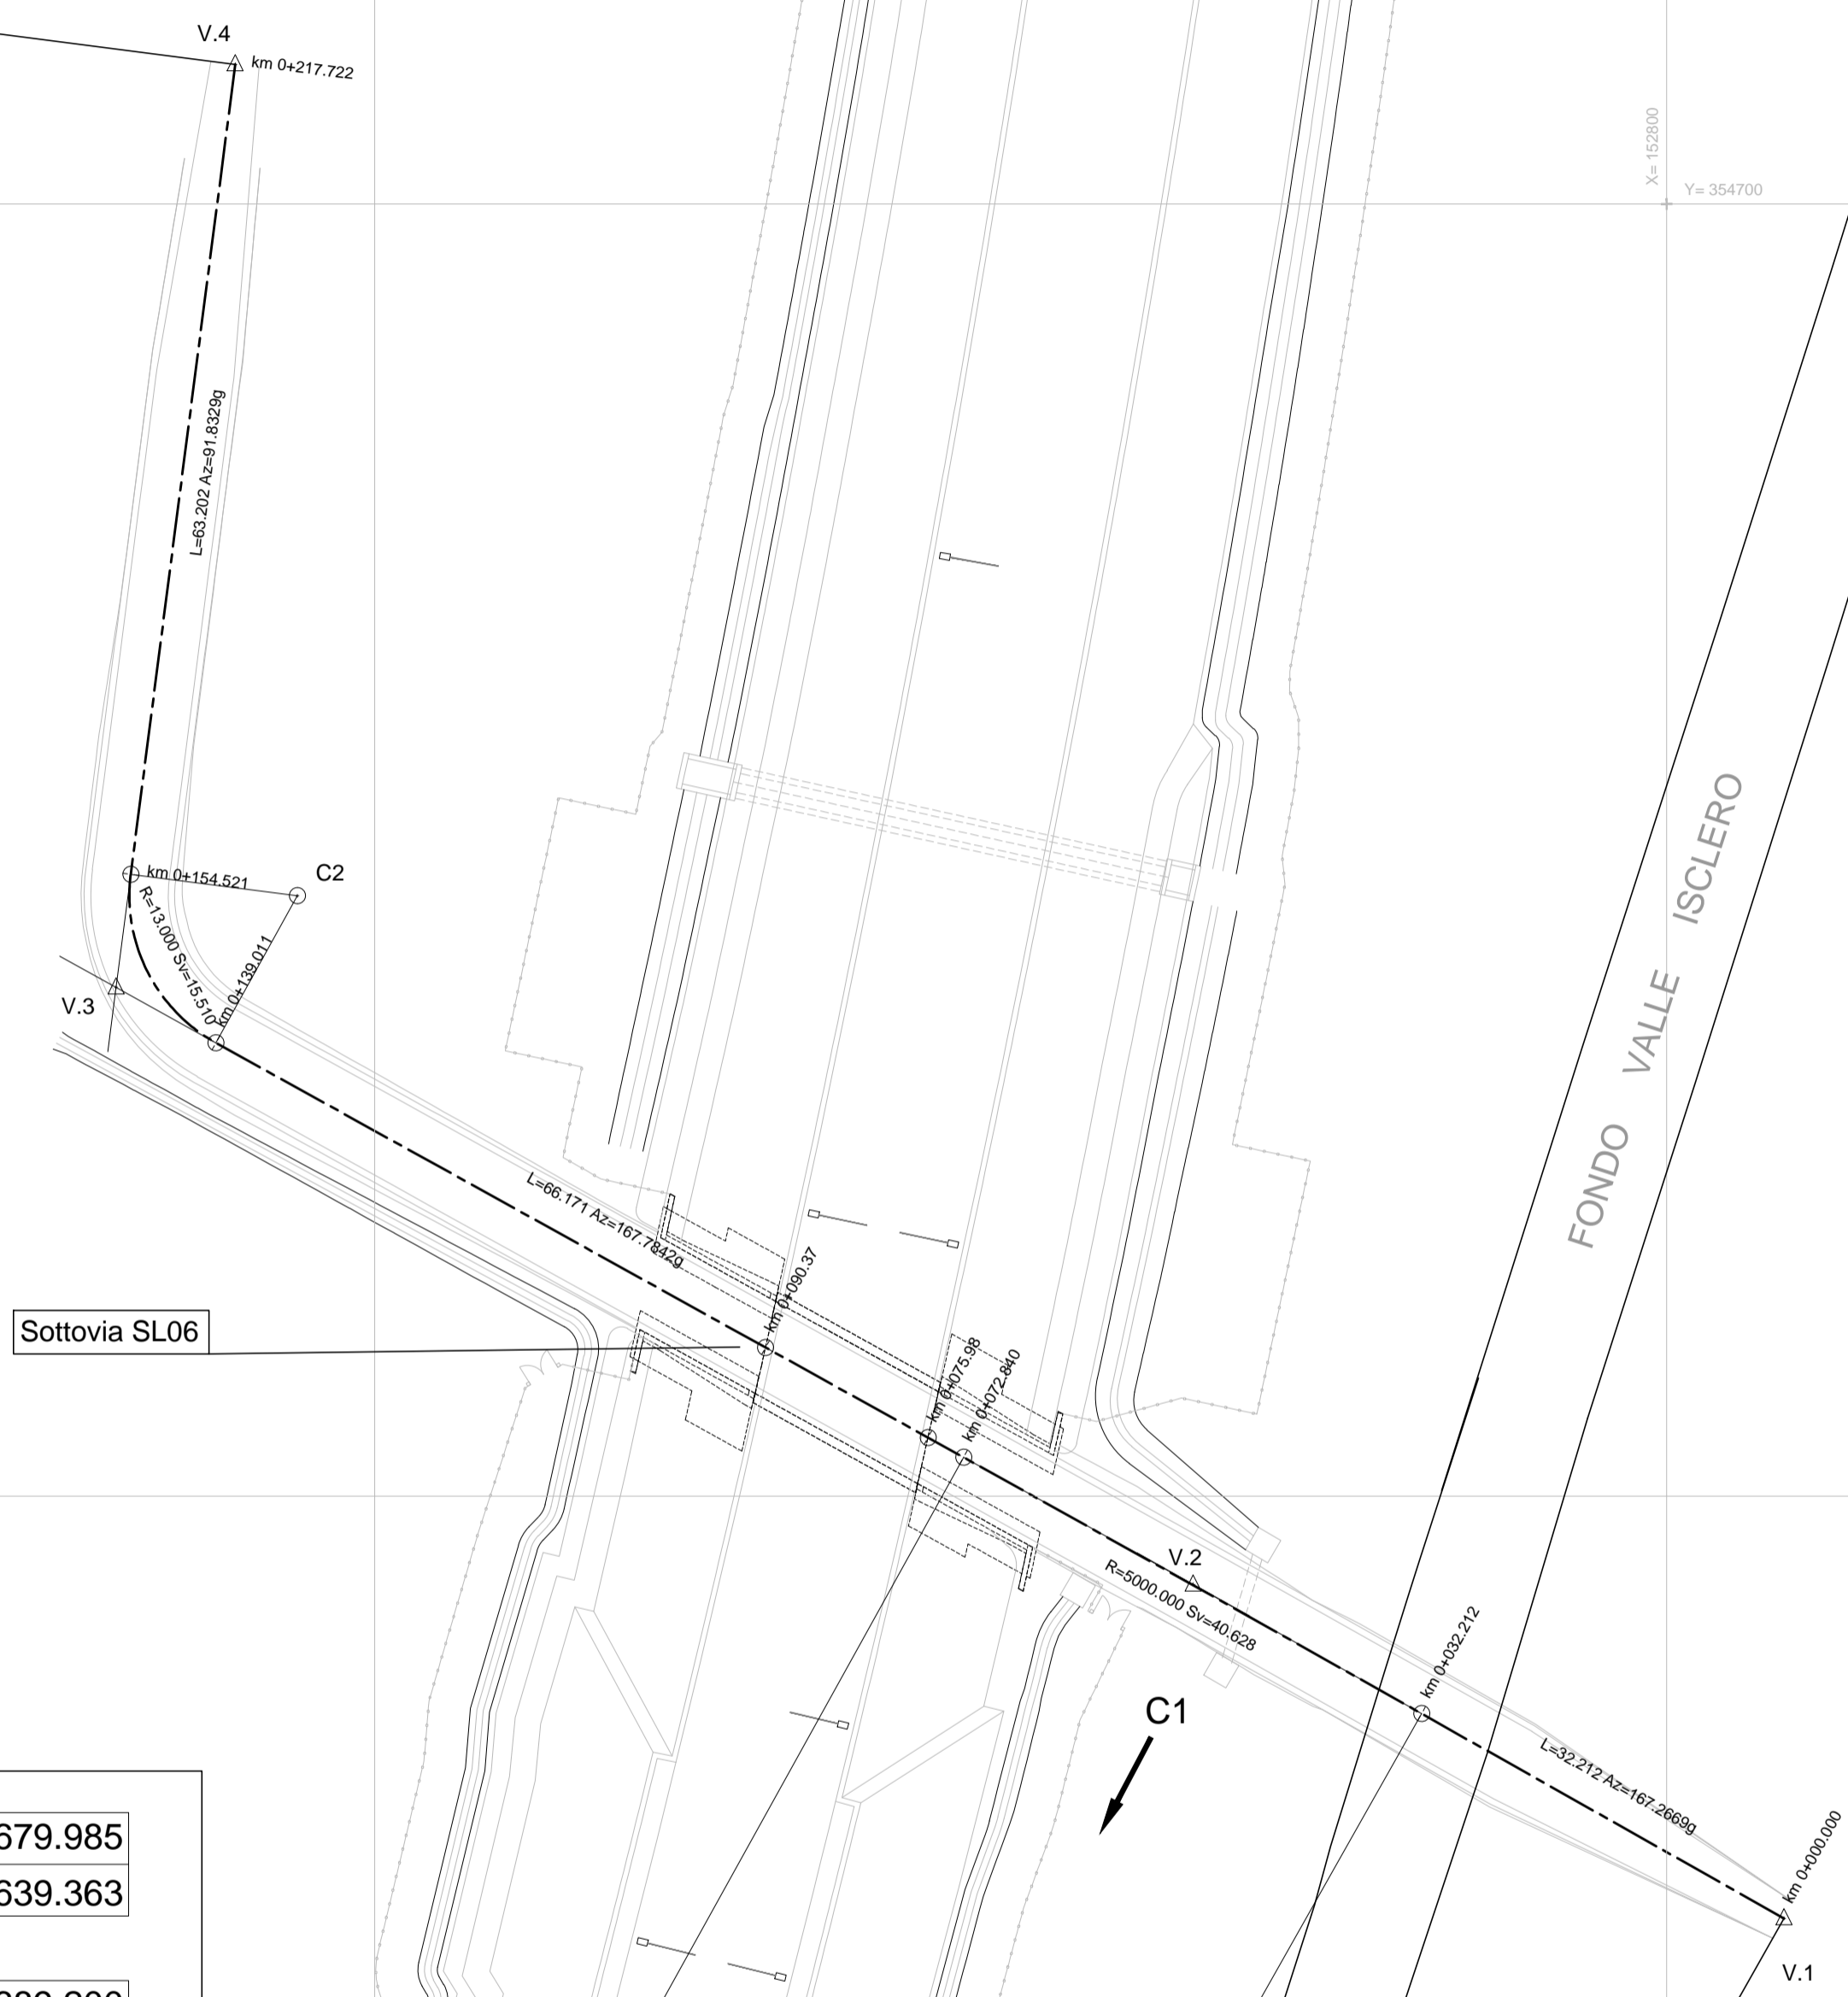 V.4
km 0+217.722
X= 152800
Y= 354700
L=63.202 Az=91.8329g
FONDO VALLE ISCLERO
km 0+154.521
C2
R=13.000 Sv=15.510
km 0+139.011
V.3
L=66.171 Az=167.7842g
km 0+090.37
Sottovia SL06
km 0+075.98
km 0+072.840
V.2
R=5000.000 Sv=40.628
km 0+032.212
C1
L=32.212 Az=167.2669g
km 0+000.000
V.1
679.985
639.363